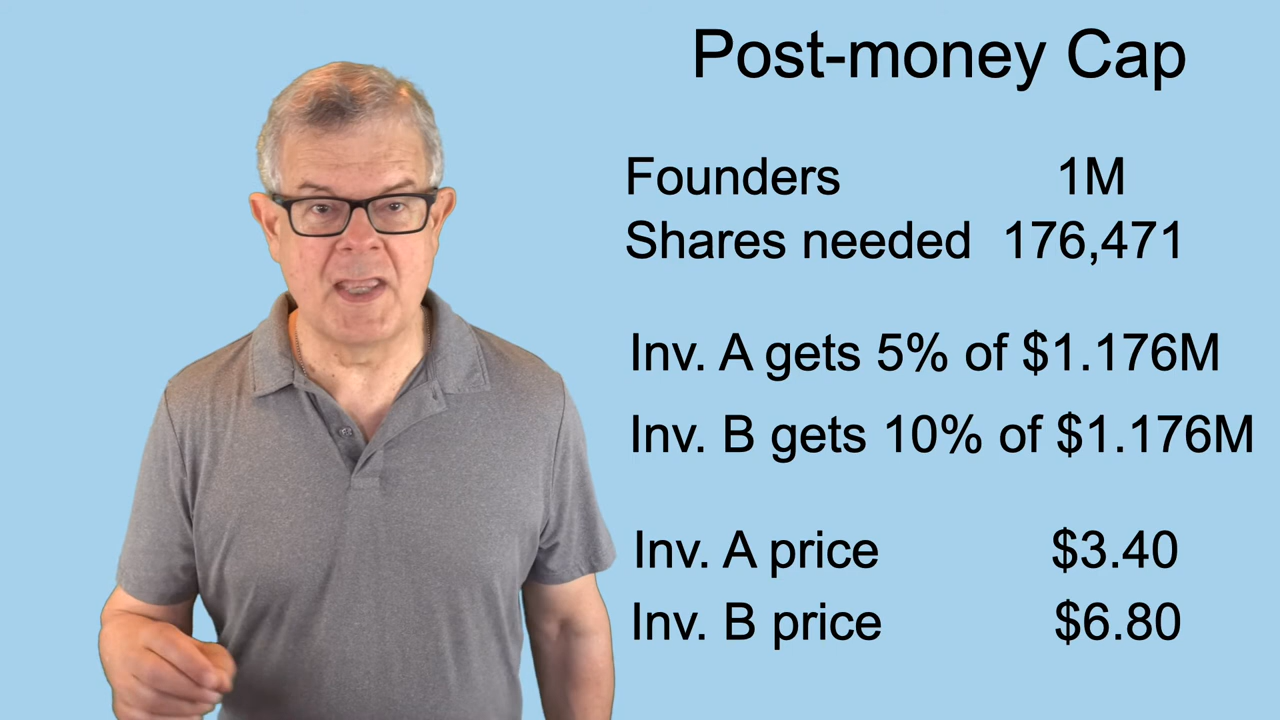 Post-money Cap
Founders 1M
Shares needed 176,471
Inv. A gets 5% of $1.176M
Inv. B gets 10% of $1.176M
Inv. A price $3.40
Inv. B price $6.80